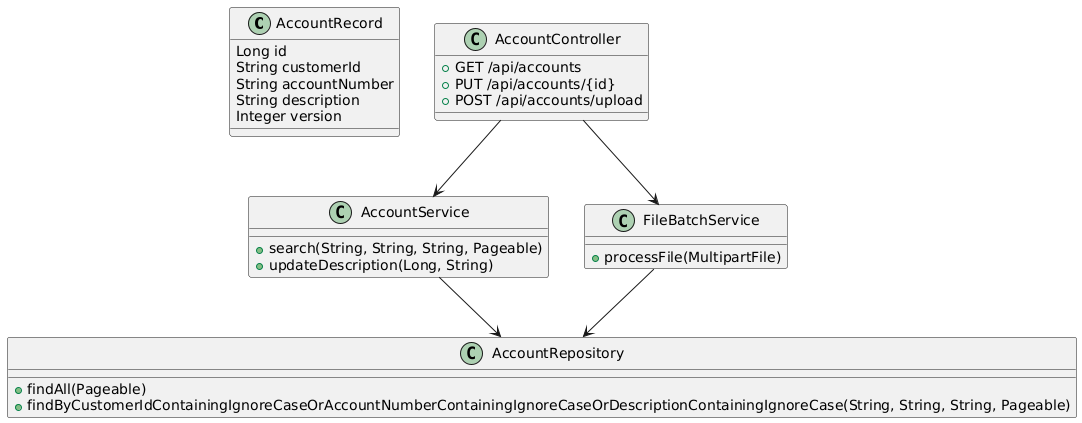 C AccountRecord
Long id
String customerId
String accountNumber
String description
Integer version
C AccountController
GET /api/accounts
PUT /api/accounts/{id}
POST /api/accounts/upload
C AccountService
search(String, String, String, Pageable)
updateDescription(Long, String)
C FileBatchService
processFile(MultipartFile)
C AccountRepository
findAll(Pageable)
findByCustomerIdContainingIgnoreCaseOrAccountNumberContainingIgnoreCaseOrDescriptionContainingIgnoreCase(String, String, String, Pageable)